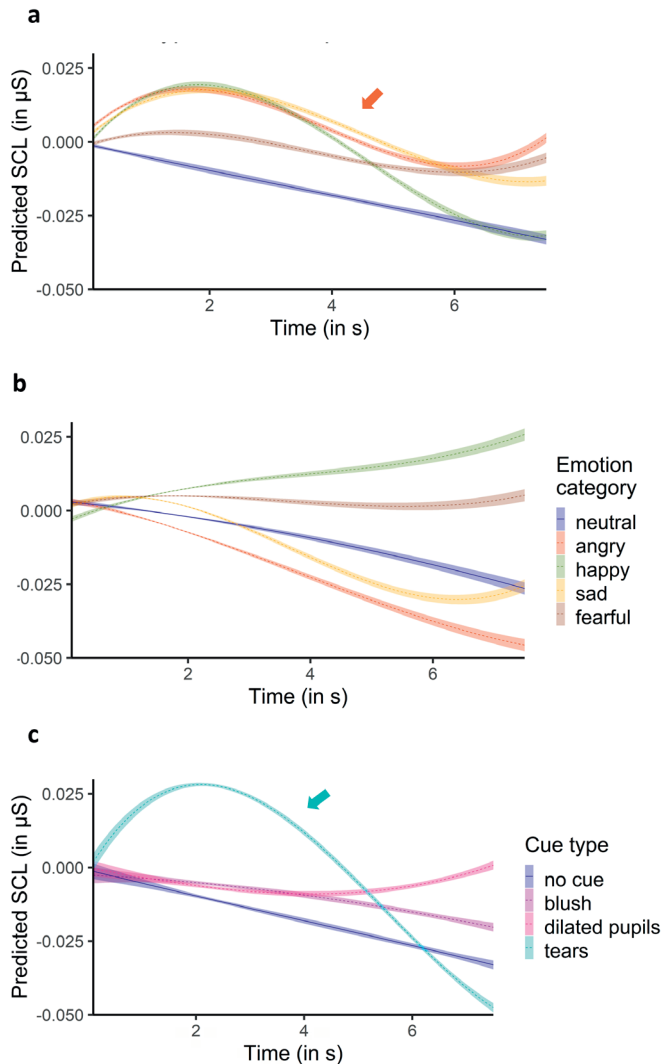 a
Predicted SCL (in µS)
0.025
0.000
-0.025
-0.050
2
4
6
Time (in s)
b
0.025
0.000
-0.025
-0.050
2
4
6
Time (in s)
Emotion
category
neutral
angry
happy
sad
fearful
c
Predicted SCL (in µS)
0.025
0.000
-0.025
-0.050
2
4
6
Time (in s)
Cue type
no cue
blush
dilated pupils
tears